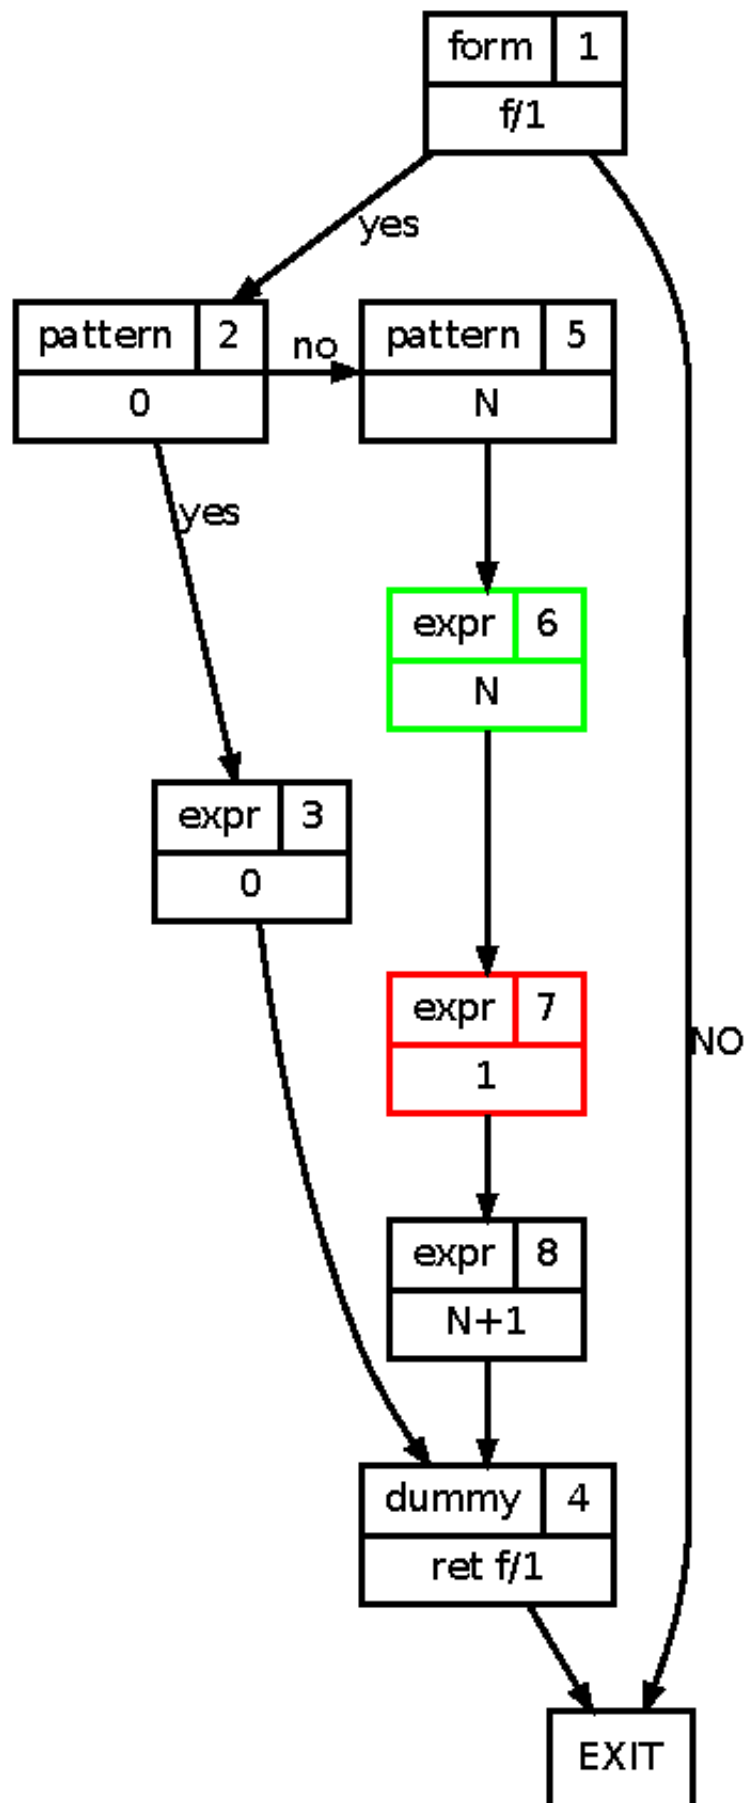 form 1
f/1
yes
pattern 2
0
no
pattern 5
N
yes
expr 6
N
expr 3
0
expr 7
1
NO
expr 8
N+1
dummy 4
ret f/1
EXIT